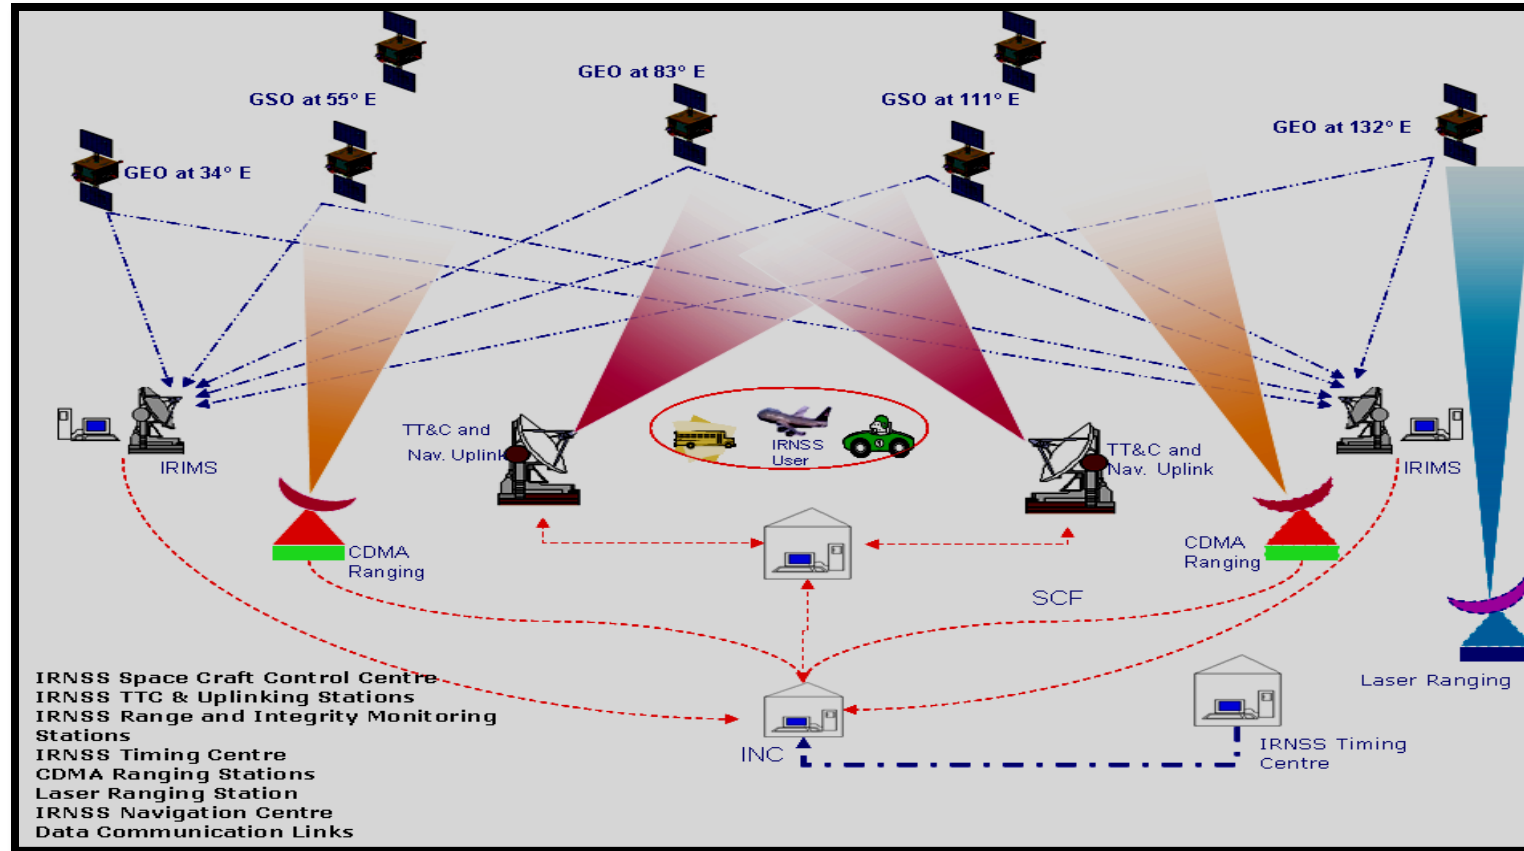 GEO at 83° E
GSO at 55° E
GSO at 111° E
GEO at 132° E
GEO at 34° E
TT&C and
Nav. Uplink
IRNSS
User
TT&C and
Nav. Uplink
IRIMS
IRIMS
CDMA
Ranging
CDMA
Ranging
SCF
Laser Ranging
INC
IRNSS Timing
Centre
IRNSS Space Craft Control Centre
IRNSS TTC & Uplinking Stations
IRNSS Range and Integrity Monitoring
Stations
IRNSS Timing Centre
CDMA Ranging Stations
Laser Ranging Station
IRNSS Navigation Centre
Data Communication Links